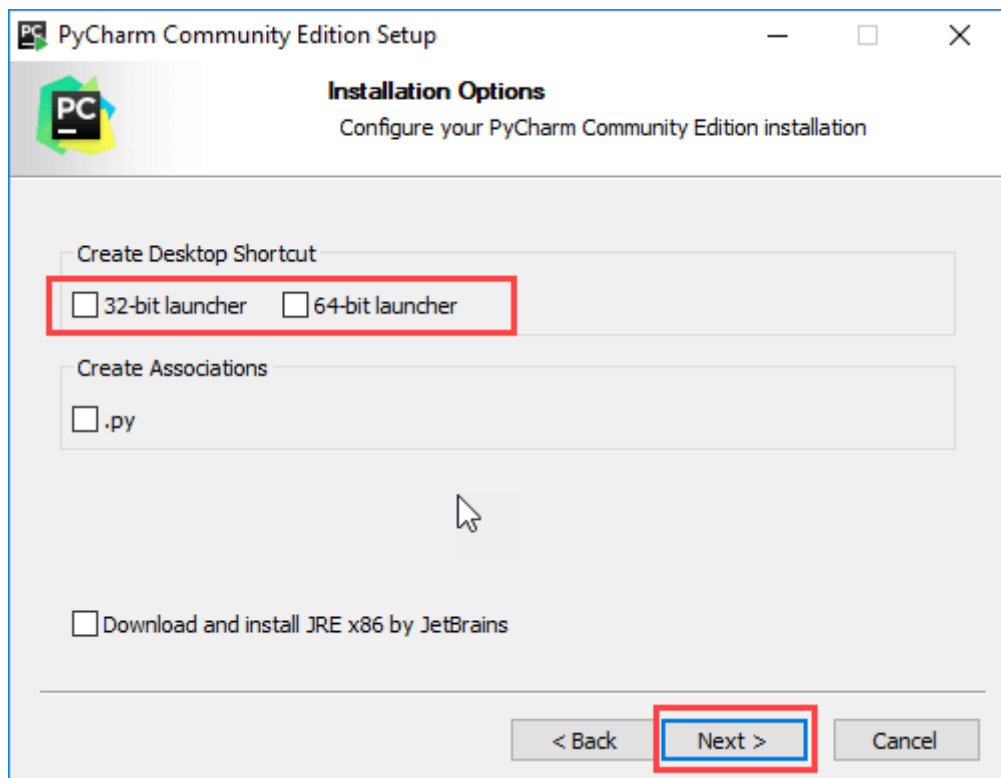 PC PyCharm Community Edition Setup
PC
Installation Options
Configure your PyCharm Community Edition installation
Create Desktop Shortcut
32-bit launcher 64-bit launcher
Create Associations
.py
Download and install JRE x86 by JetBrains
< Back Next > Cancel